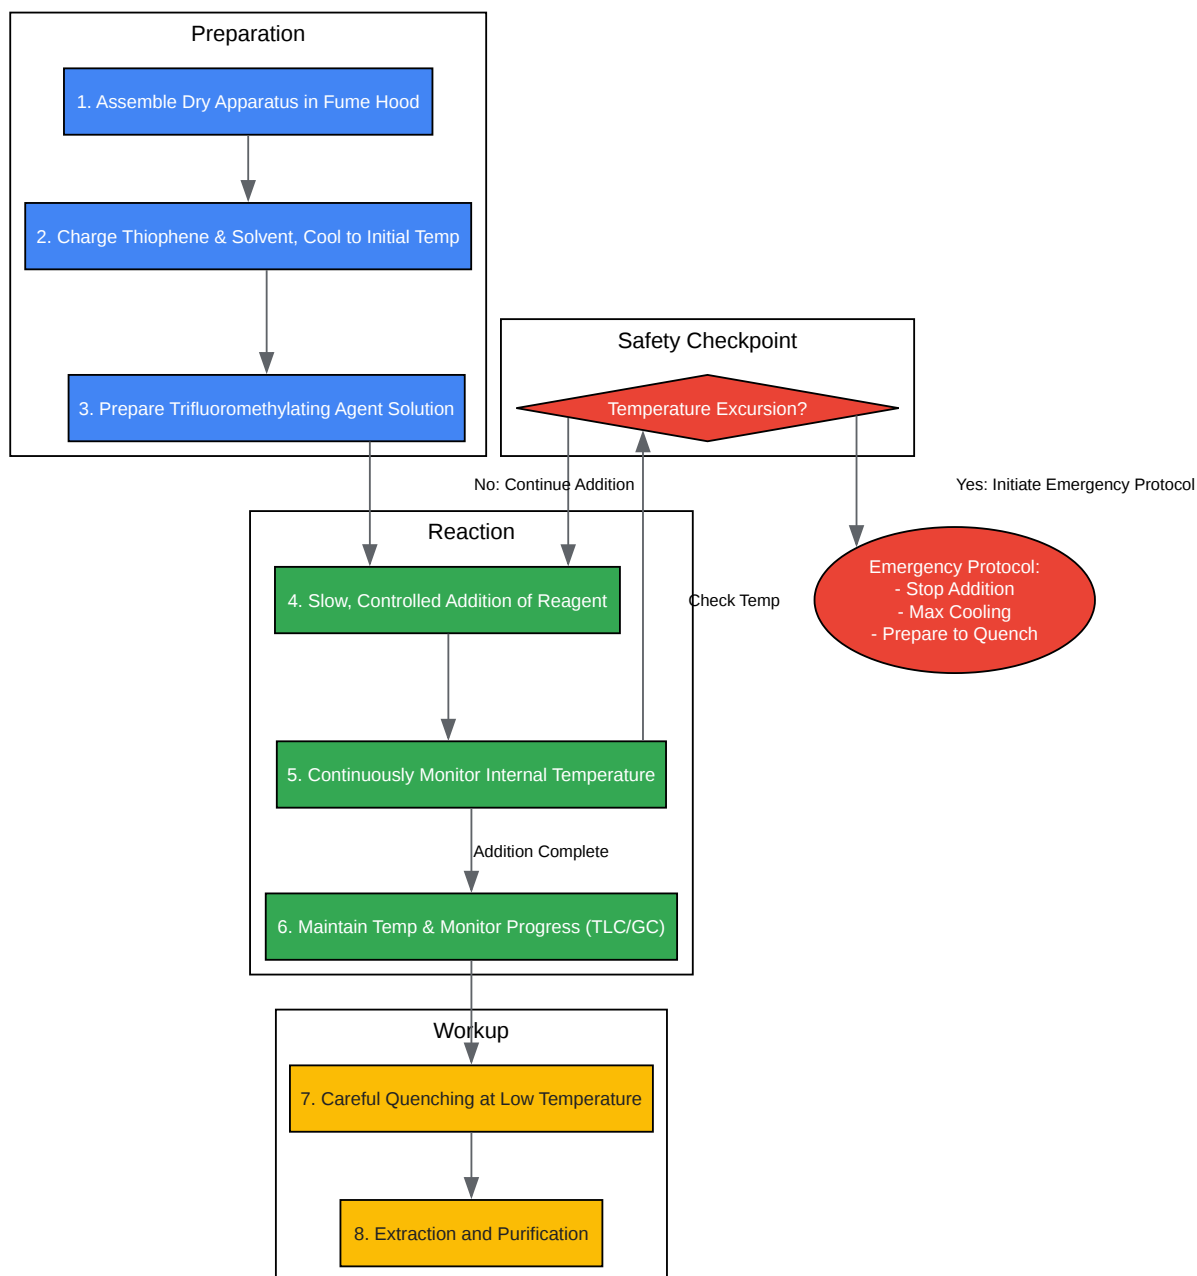 Preparation
1. Assemble Dry Apparatus in Fume Hood
2. Charge Thiophene & Solvent, Cool to Initial Temp
3. Prepare Trifluoromethylating Agent Solution
Safety Checkpoint
Temperature Excursion?
No: Continue Addition
Yes: Initiate Emergency Protocol
Reaction
4. Slow, Controlled Addition of Reagent
Check Temp
Emergency Protocol:
- Stop Addition
- Max Cooling
- Prepare to Quench
5. Continuously Monitor Internal Temperature
Addition Complete
6. Maintain Temp & Monitor Progress (TLC/GC)
Workup
7. Careful Quenching at Low Temperature
8. Extraction and Purification